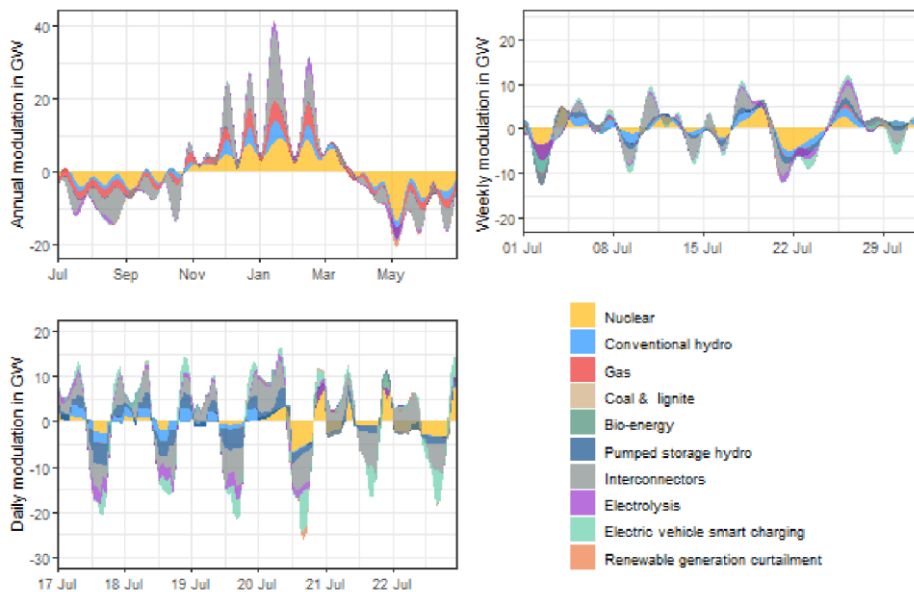 Annual modulation in GW
40
20
0
-20
Jul Sep Nov Jan Mar May
Weekly modulation in GW
20
10
0
-10
-20
01 Jul 08 Jul 15 Jul 22 Jul 29 Jul
Daily modulation in GW
20
10
0
-10
-20
-30
17 Jul 18 Jul 19 Jul 20 Jul 21 Jul 22 Jul
Nuclear
Conventional hydro
Gas
Coal & lignite
Bio-energy
Pumped storage hydro
Interconnectors
Electrolysis
Electric vehicle smart charging
Renewable generation curtailment